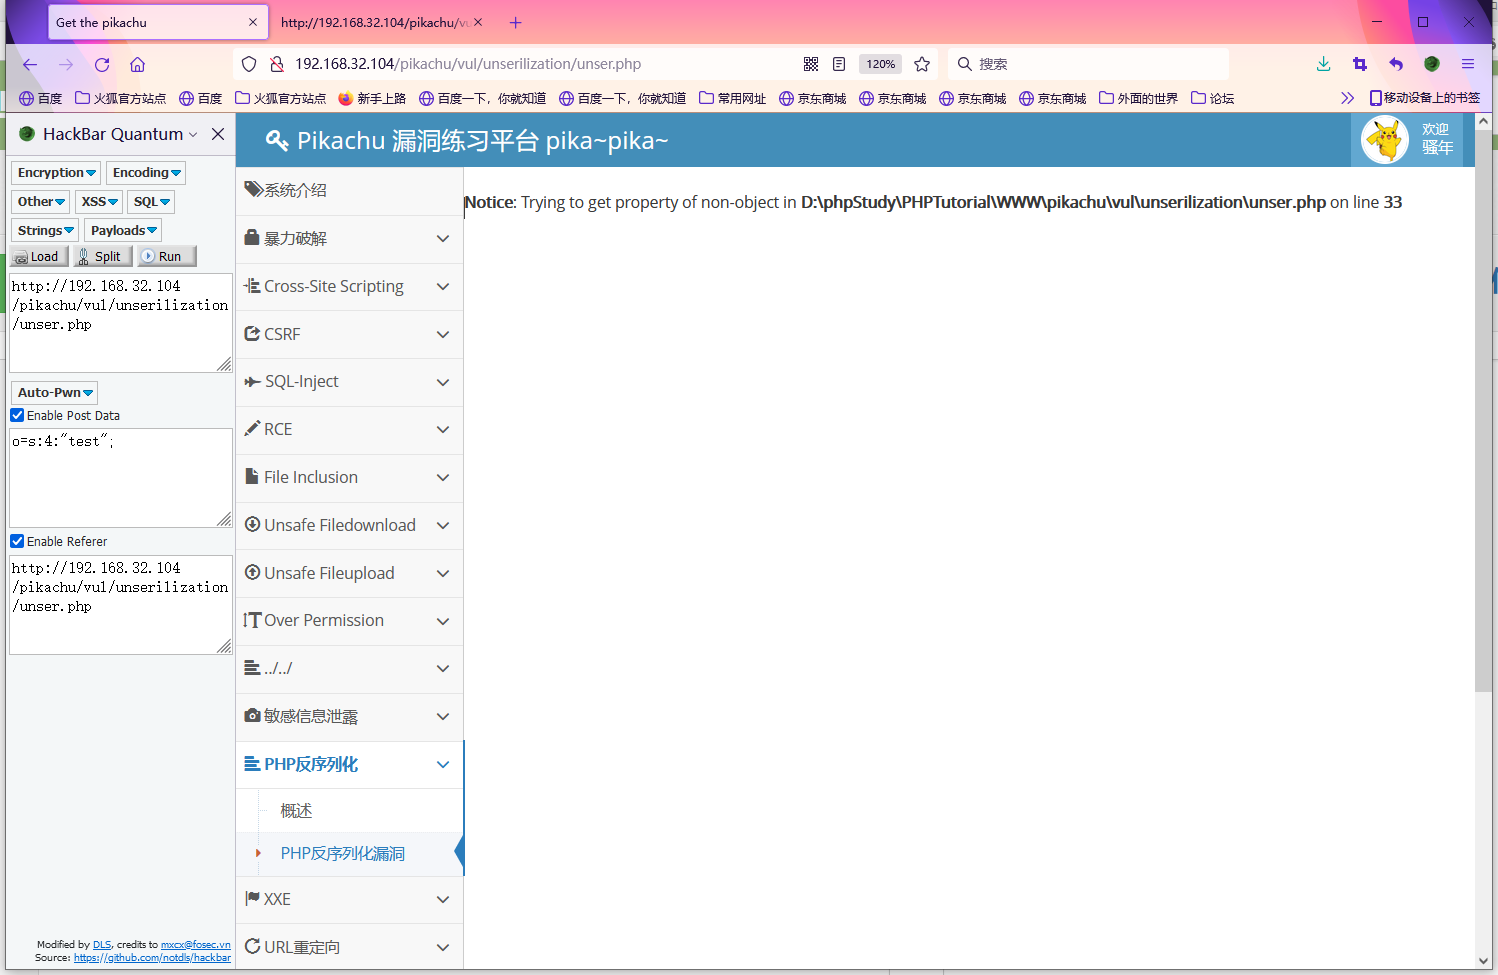 Get the pikachu
http://192.168.32.104/pikachu/vu
192.168.32.104/pikachu/vul/unserilization/unser.php
120%
搜索
百度
火狐官方站点
百度
火狐官方站点
新手上路
百度一下，你就知道
百度一下，你就知道
常用网址
京东商城
京东商城
京东商城
京东商城
外面的世界
论坛
移动设备上的书签
HackBar Quantum
Encryption
Encoding
Other
XSS
SQL
Strings
Payloads
Load
Split
Run
http://192.168.32.104
/pikachu/vul/unserilization
/unser.php
Auto-Pwn
Enable Post Data
o=s:4:"test";
Enable Referer
http://192.168.32.104
/pikachu/vul/unserilization
/unser.php
Modified by DLS, credits to mxcx@fosec.vn
Source: https://github.com/notdls/hackbar
Pikachu 漏洞练习平台 pika~pika~
欢迎
骚年
系统介绍
暴力破解
Cross-Site Scripting
CSRF
SQL-Inject
RCE
File Inclusion
Unsafe Filedownload
Unsafe Fileupload
Over Permission
../../
敏感信息泄露
PHP反序列化
概述
PHP反序列化漏洞
XXE
URL重定向
Notice: Trying to get property of non-object in D:\phpStudy\PHPTutorial\WWW\pikachu\vul\unserilization\unser.php on line 33